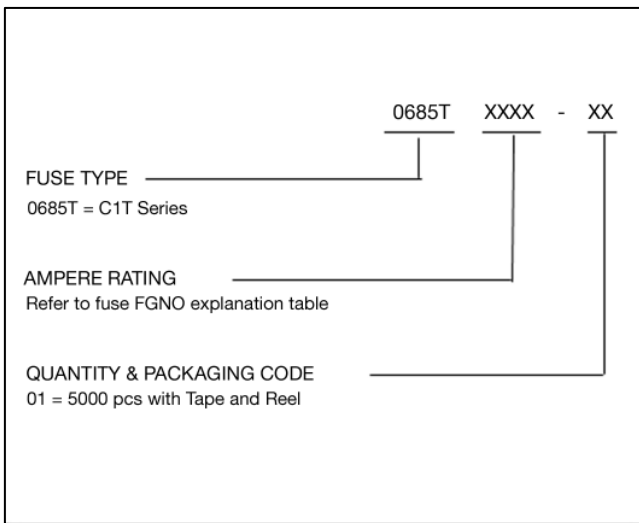 0685T XXXX - XX
FUSE TYPE
0685T = C1T Series
AMPERE RATING
Refer to fuse FGNO explanation table
QUANTITY & PACKAGING CODE
01 = 5000 pcs with Tape and Reel